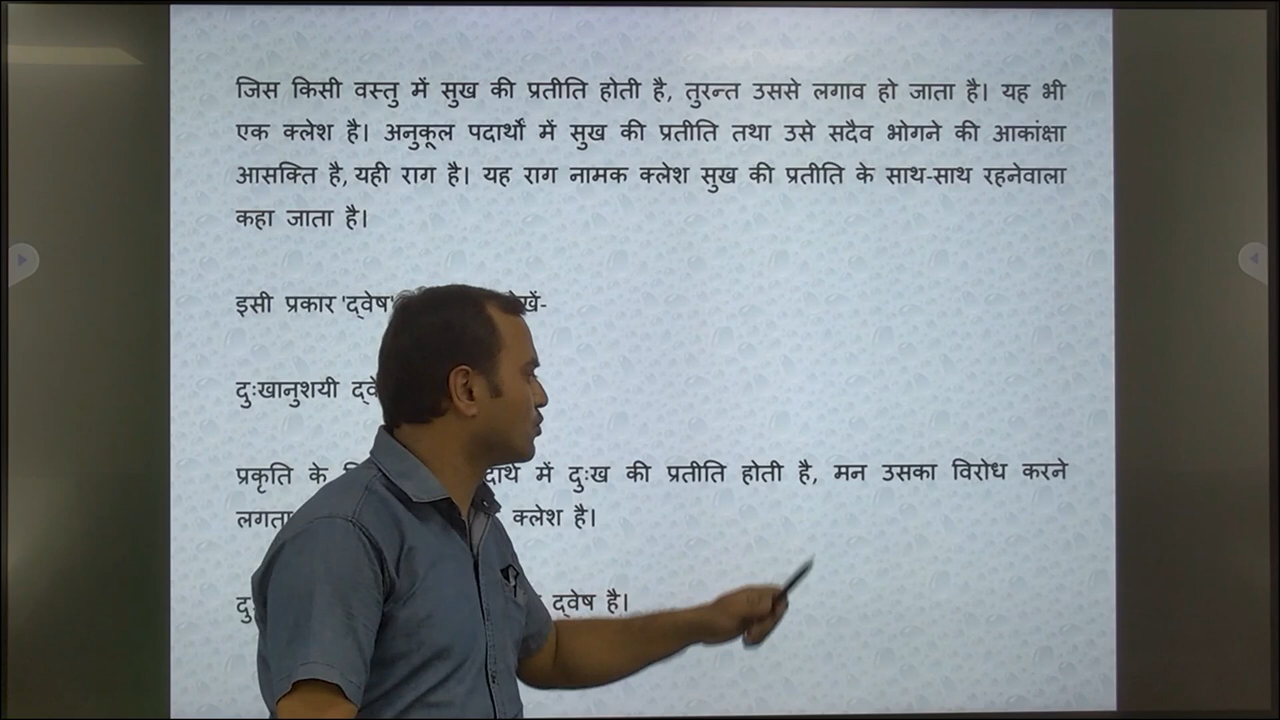 जिस किसी वस्तु में सुख की प्रतीति होती है, तुरन्त उससे लगाव हो जाता है। यह भी
एक क्लेश है। अनुकूल पदार्थों में सुख की प्रतीति तथा उसे सदैव भोगने की आकांक्षा
आसक्ति है, यही राग है। यह राग नामक क्लेश सुख की प्रतीति के साथ-साथ रहनेवाला
कहा जाता है।
इसी प्रकार 'द्वेष'
दुःखानुशयी
प्रकृति के में दुःख की प्रतीति होती है, मन उसका विरोध करने
लगता क्लेश है।
द्वेष है।